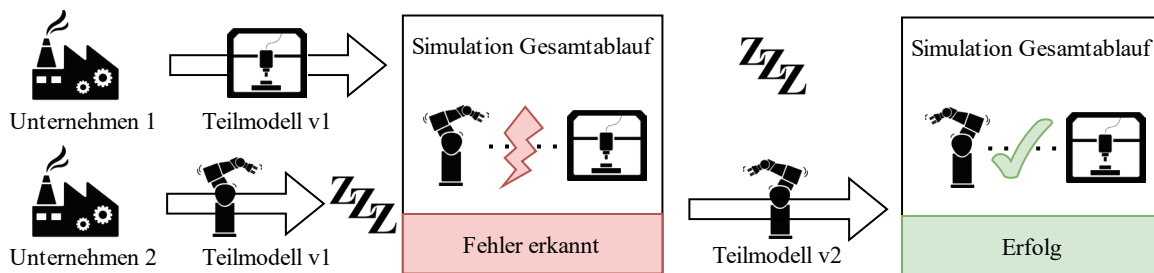 Unternehmen 1
Teilmodell v1
Unternehmen 2
Teilmodell v1
ZZZ
Simulation Gesamtablauf
Fehler erkannt
ZZZ
Teilmodell v2
Simulation Gesamtablauf
Erfolg